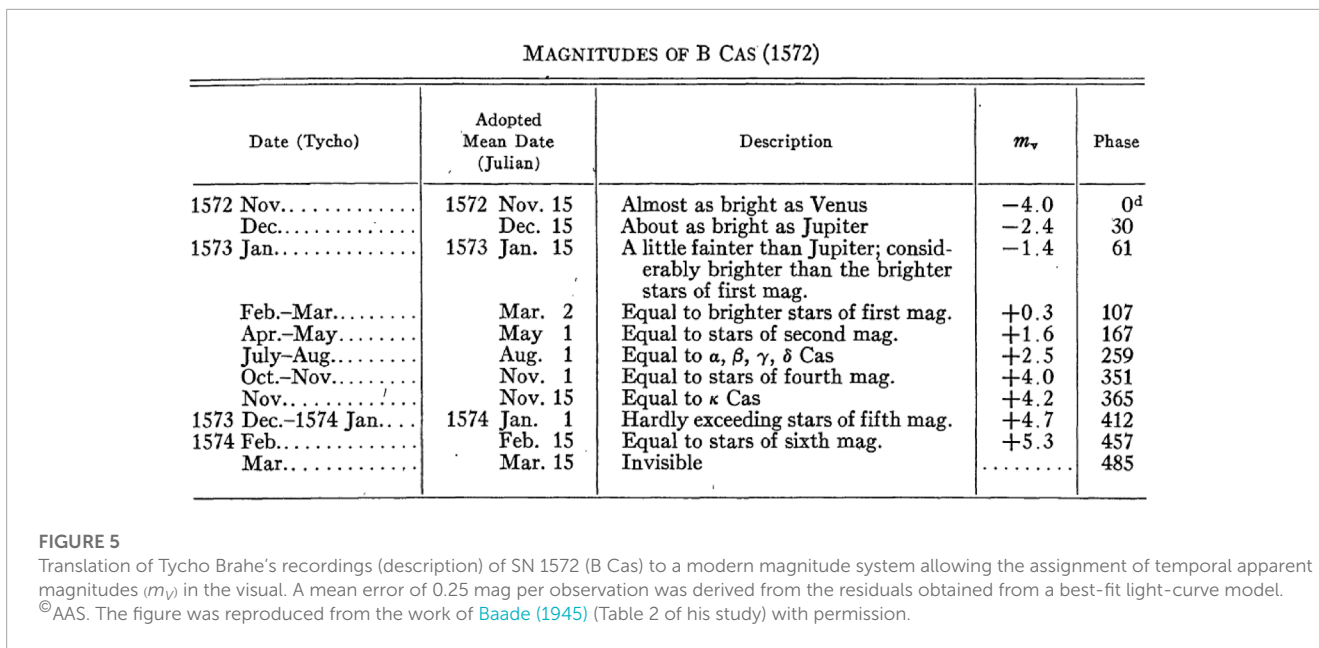 MAGNITUDES OF B CAS (1572)
Date (Tycho) Adopted Mean Date (Julian) Description mv Phase
1572 Nov.............. 1572 Nov. 15 Almost as bright as Venus −4.0 0d
Dec.............. Dec. 15 About as bright as Jupiter −2.4 30
1573 Jan.............. 1573 Jan. 15 A little fainter than Jupiter; consid- −1.4 61
erably brighter than the brighter
stars of first mag.
Feb.–Mar......... Mar. 2 Equal to brighter stars of first mag. +0.3 107
Apr.–May........ May 1 Equal to stars of second mag. +1.6 167
July–Aug......... Aug. 1 Equal to α, β, γ, δ Cas +2.5 259
Oct.–Nov......... Nov. 1 Equal to stars of fourth mag. +4.0 351
Nov.............. Nov. 15 Equal to κ Cas +4.2 365
1573 Dec.–1574 Jan.... 1574 Jan. 1 Hardly exceeding stars of fifth mag. +4.7 412
1574 Feb.............. Feb. 15 Equal to stars of sixth mag. +5.3 457
Mar.............. Mar. 15 Invisible ......... 485
FIGURE 5
Translation of Tycho Brahe's recordings (description) of SN 1572 (B Cas) to a modern magnitude system allowing the assignment of temporal apparent
magnitudes (mV) in the visual. A mean error of 0.25 mag per observation was derived from the residuals obtained from a best-fit light-curve model.
©AAS. The figure was reproduced from the work of Baade (1945) (Table 2 of his study) with permission.